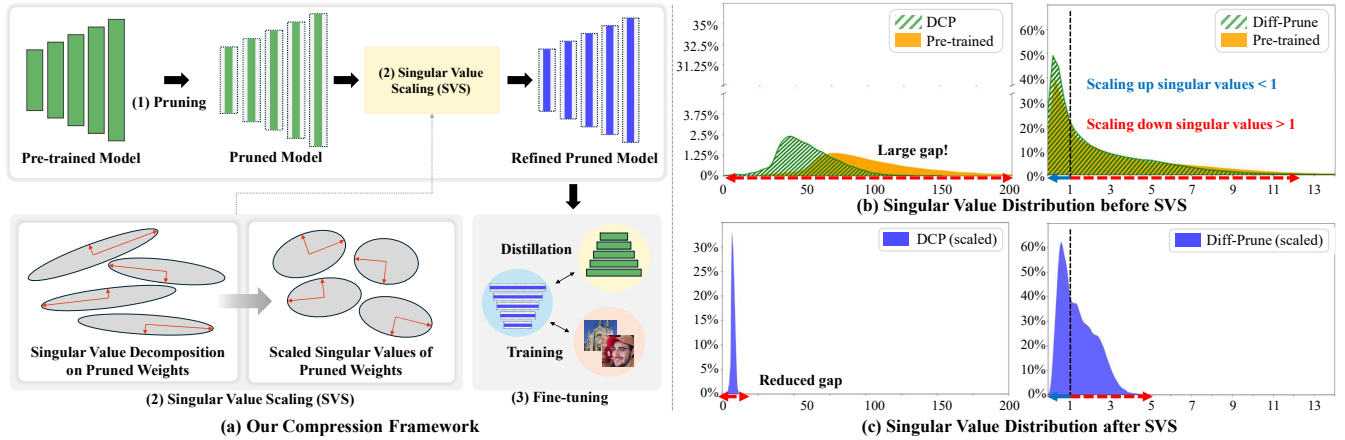 (1) Pruning
(2) Singular Value
Scaling (SVS)
Pre-trained Model
Pruned Model
Refined Pruned Model
Singular Value Decomposition
on Pruned Weights
Scaled Singular Values of
Pruned Weights
(2) Singular Value Scaling (SVS)
Distillation
Training
(3) Fine-tuning
(a) Our Compression Framework
35%
32.5%
31.25%
2.5%
1.25%
0%
0
50
100
150
200
DCP
Pre-trained
Large gap!
60%
50%
40%
30%
20%
10%
0%
1
3
5
7
9
11
13
Diff-Prune
Pre-trained
Scaling up singular values < 1
Scaling down singular values > 1
(b) Singular Value Distribution before SVS
30%
25%
20%
15%
10%
5%
0%
0
50
100
150
200
DCP (scaled)
Reduced gap
60%
50%
40%
30%
20%
10%
0%
1
3
5
7
9
11
13
Diff-Prune (scaled)
(c) Singular Value Distribution after SVS